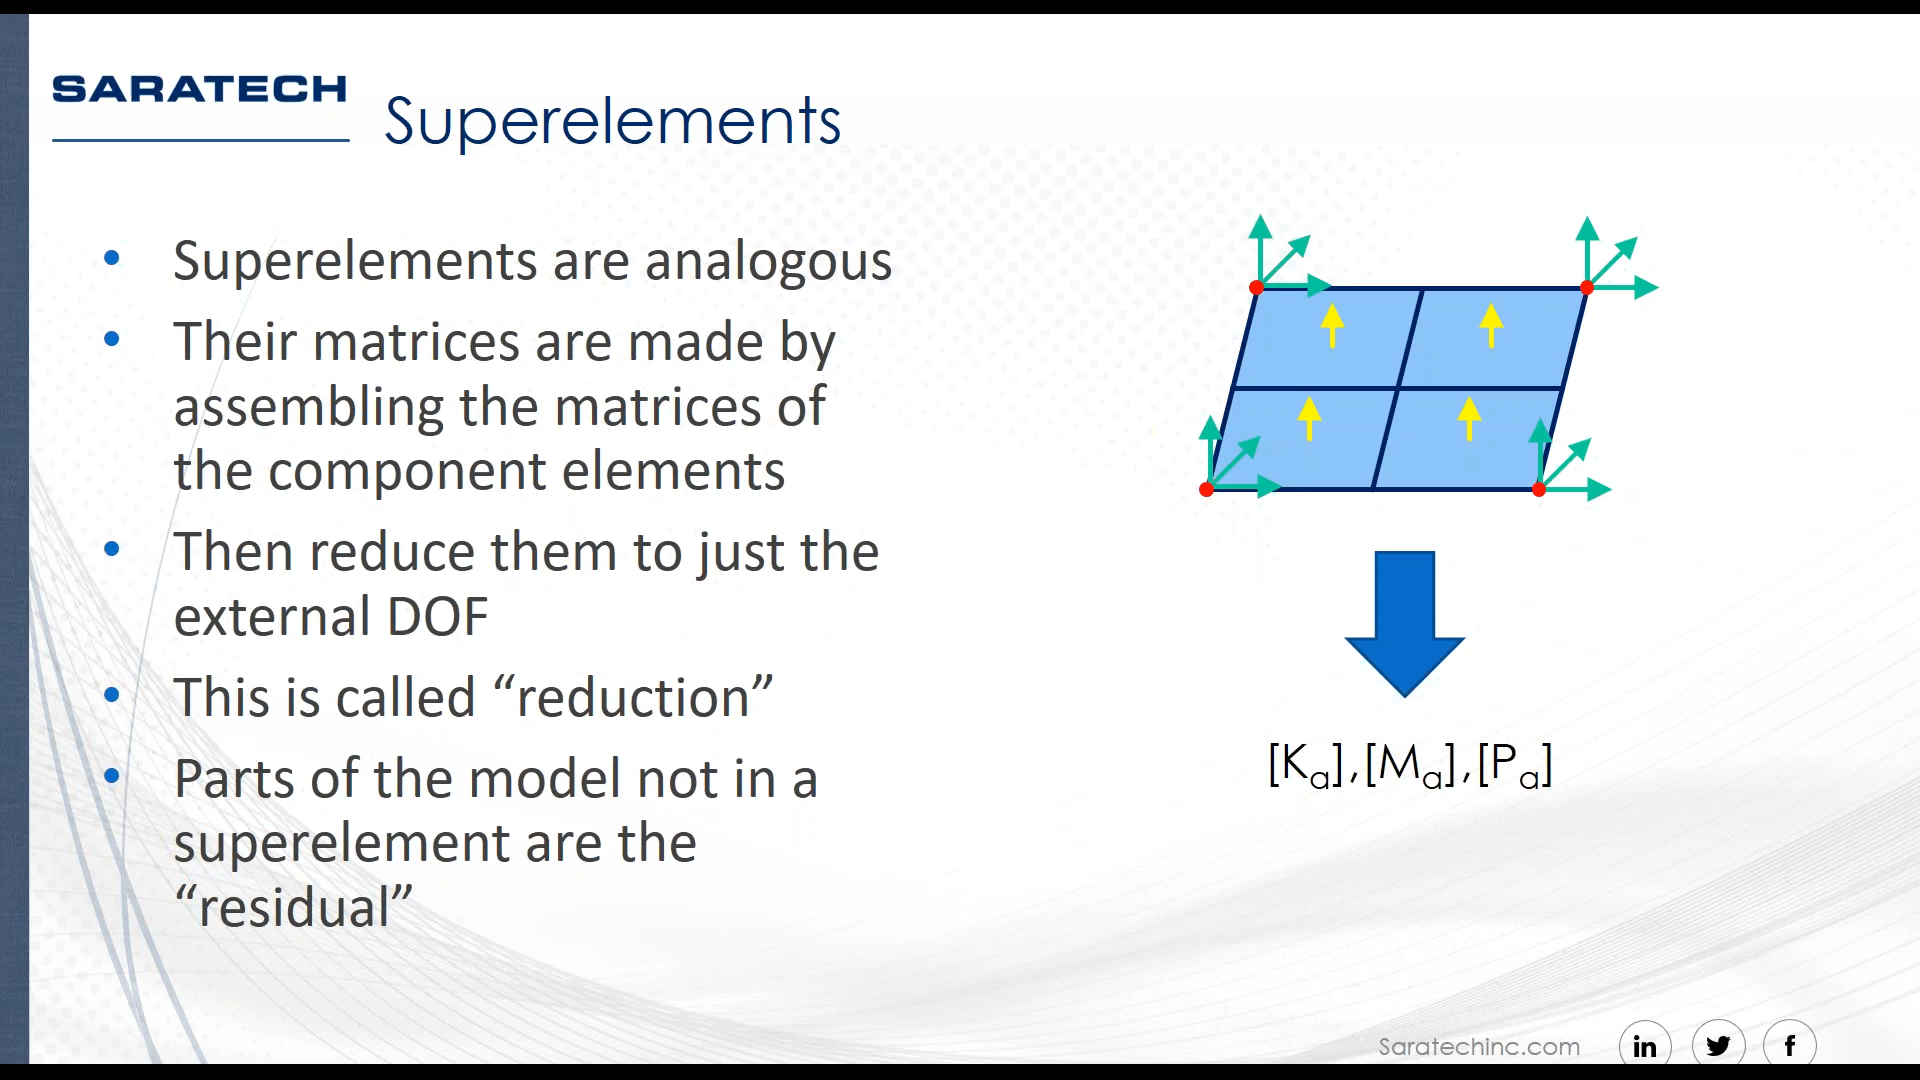 SARATECH
Superelements
• Superelements are analogous
• Their matrices are made by
assembling the matrices of
the component elements
• Then reduce them to just the
external DOF
• This is called “reduction”
• Parts of the model not in a
superelement are the
“residual”
[Ka],[Ma],[Pa]
Saratechinc.com
in
f